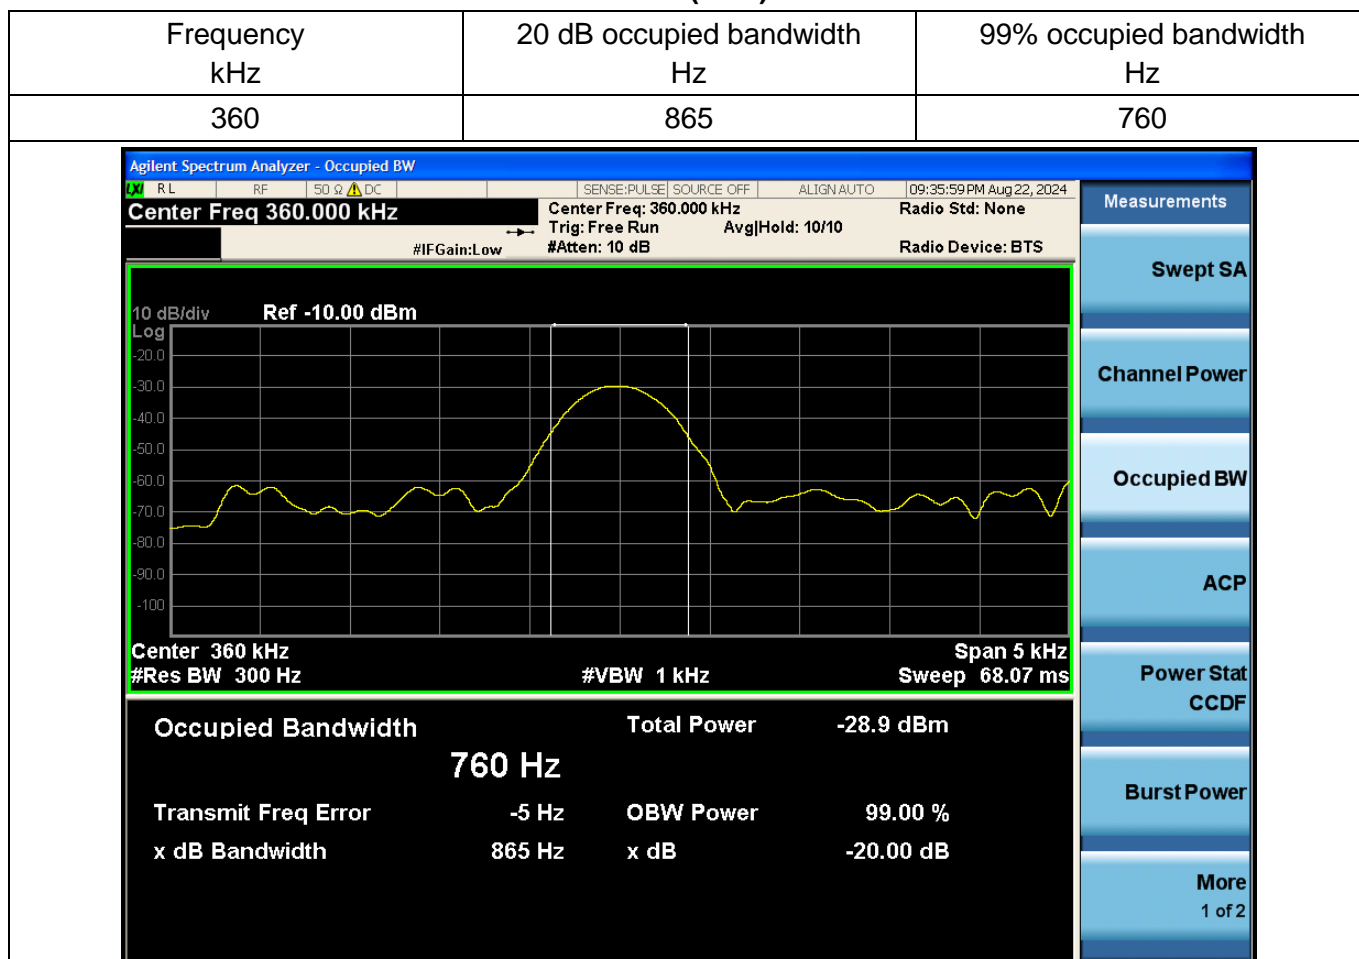 Frequency 20 dB occupied bandwidth 99% occupied bandwidth
kHz Hz Hz
360 865 760
Agilent Spectrum Analyzer - Occupied BW
LXI RL RF 50 Ω DC SENSE:PULSE SOURCE OFF ALIGN AUTO 09:35:59 PM Aug 22, 2024
Center Freq 360.000 kHz
Center Freq: 360.000 kHz
Radio Std: None
Trig: Free Run
Avg|Hold: 10/10
#IFGain:Low
#Atten: 10 dB
Radio Device: BTS
10 dB/div
Ref -10.00 dBm
Log
-20.0
-30.0
-40.0
-50.0
-60.0
-70.0
-80.0
-90.0
-100
Center 360 kHz
Span 5 kHz
#Res BW 300 Hz
#VBW 1 kHz
Sweep 68.07 ms
Occupied Bandwidth
Total Power -28.9 dBm
760 Hz
Transmit Freq Error -5 Hz
OBW Power 99.00 %
x dB Bandwidth 865 Hz
x dB -20.00 dB
Measurements
Swept SA
Channel Power
Occupied BW
ACP
Power Stat
CCDF
Burst Power
More
1 of 2